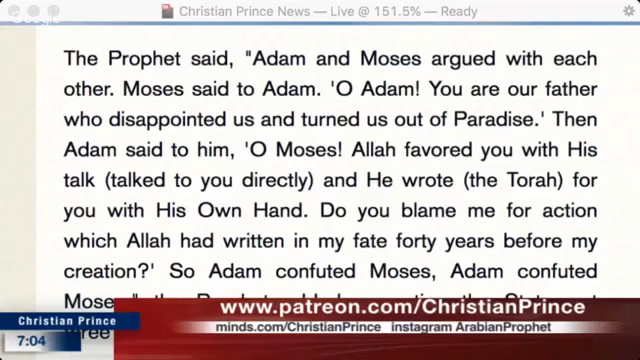 Christian Prince News — Live @ 151.5% — Ready
The Prophet said, "Adam and Moses argued with each
other. Moses said to Adam. 'O Adam! You are our father
who disappointed us and turned us out of Paradise.' Then
Adam said to him, 'O Moses! Allah favored you with His
talk (talked to you directly) and He wrote (the Torah) for
you with His Own Hand. Do you blame me for action
which Allah had written in my fate forty years before my
creation?' So Adam confuted Moses, Adam confuted
www.patreon.com/ChristianPrince
Christian Prince
minds.com/ChristianPrince instagram ArabianProphet
7:04